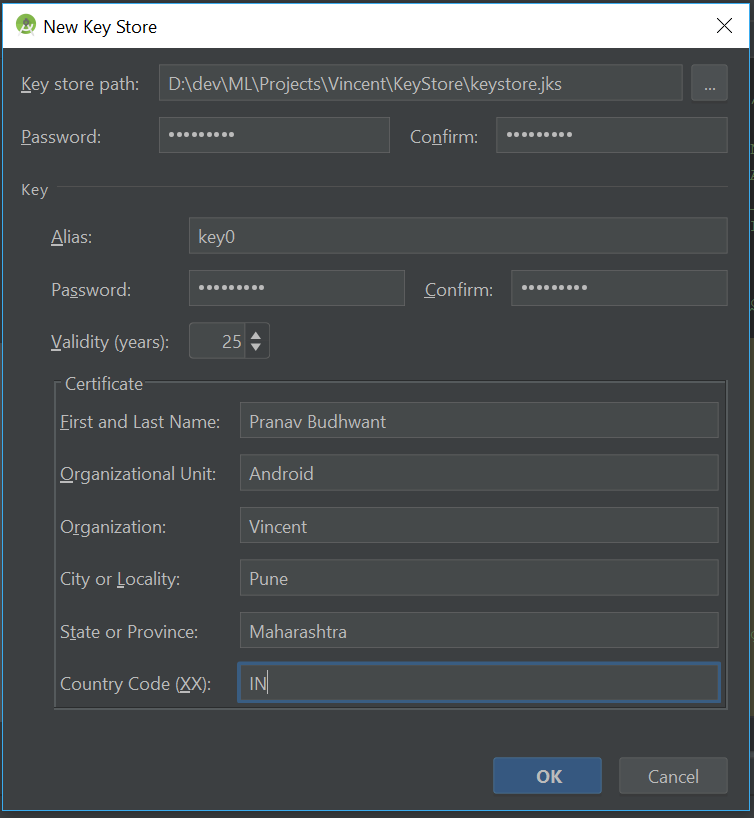 New Key Store
Key store path: D:\dev\ML\Projects\Vincent\KeyStore\keystore.jks ...
Password: ••••••••• Confirm: •••••••••
Key
Alias: key0
Password: ••••••••• Confirm: •••••••••
Validity (years): 25
Certificate
First and Last Name: Pranav Budhwant
Organizational Unit: Android
Organization: Vincent
City or Locality: Pune
State or Province: Maharashtra
Country Code (XX): IN
OK Cancel